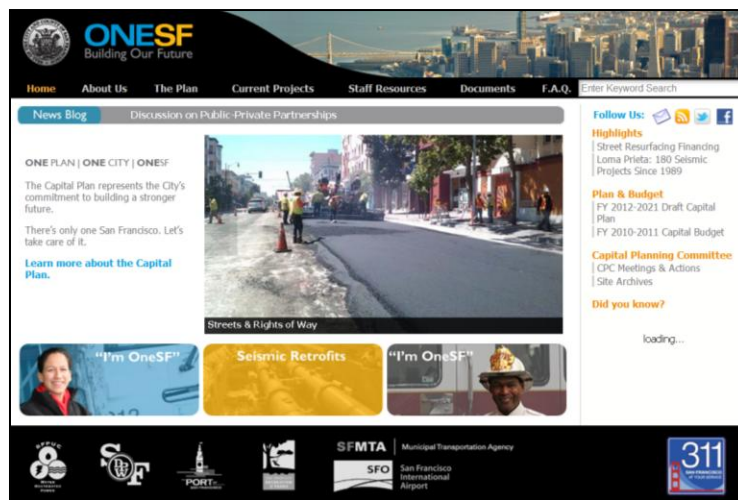 ONESF
Building Our Future
Home
About Us
The Plan
Current Projects
Staff Resources
Documents
F.A.Q.
Enter Keyword Search
News Blog
Discussion on Public-Private Partnerships
ONE PLAN | ONE CITY | ONESF
The Capital Plan represents the City's
commitment to building a stronger
future.
There's only one San Francisco. Let's
take care of it.
Learn more about the Capital
Plan.
Streets & Rights of Way
Follow Us:
Highlights
Street Resurfacing Financing
Loma Prieta: 180 Seismic
Projects Since 1989
Plan & Budget
FY 2012-2021 Draft Capital
Plan
FY 2010-2011 Capital Budget
Capital Planning Committee
CPC Meetings & Actions
Site Archives
Did you know?
loading...
"I'm OneSF"
Seismic Retrofits
"I'm OneSF"
SFPUC
PORT
SFMTA
Municipal Transportation Agency
SFO
San Francisco
International
Airport
311